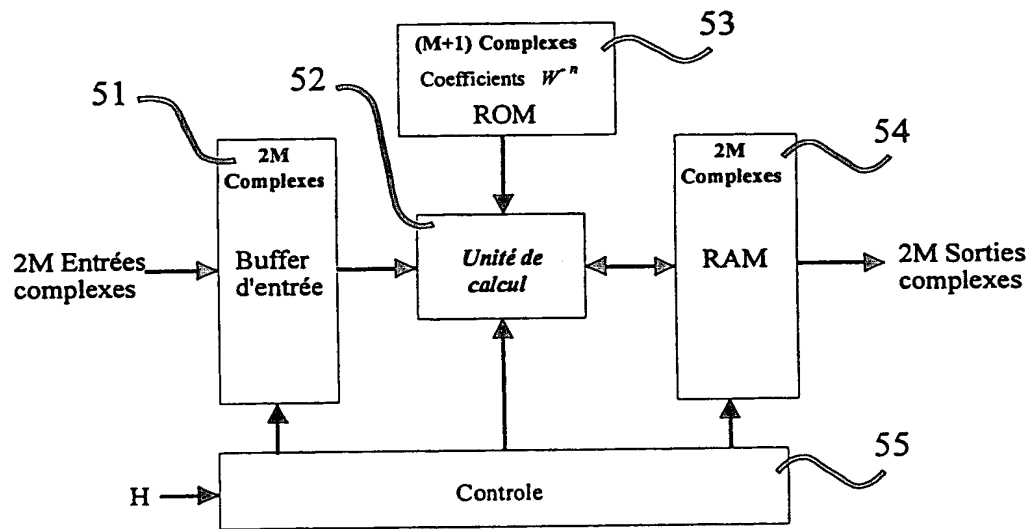 53
(M+1) Complexes
Coefficients W^n
ROM
51
52
54
2M
Complexes
2M
Complexes
2M Entrées
complexes
Buffer
d'entrée
Unité de
calcul
RAM
2M Sorties
complexes
55
H
Controle